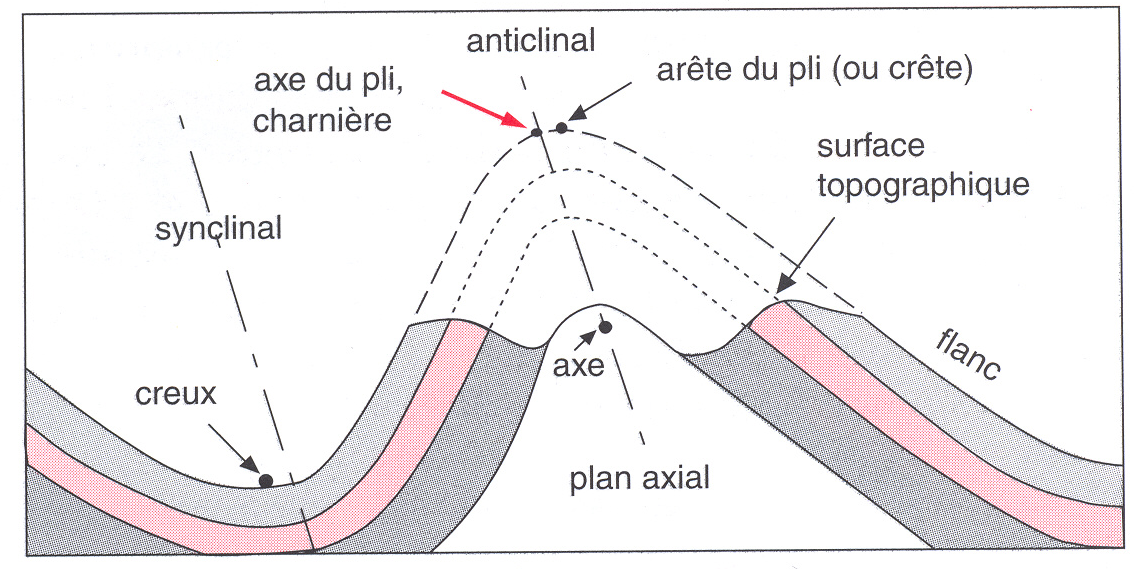 anticlinal
axe du pli,
charnière
arête du pli (ou crête)
surface
topographique
synclinal
flanc
axe
creux
plan axial